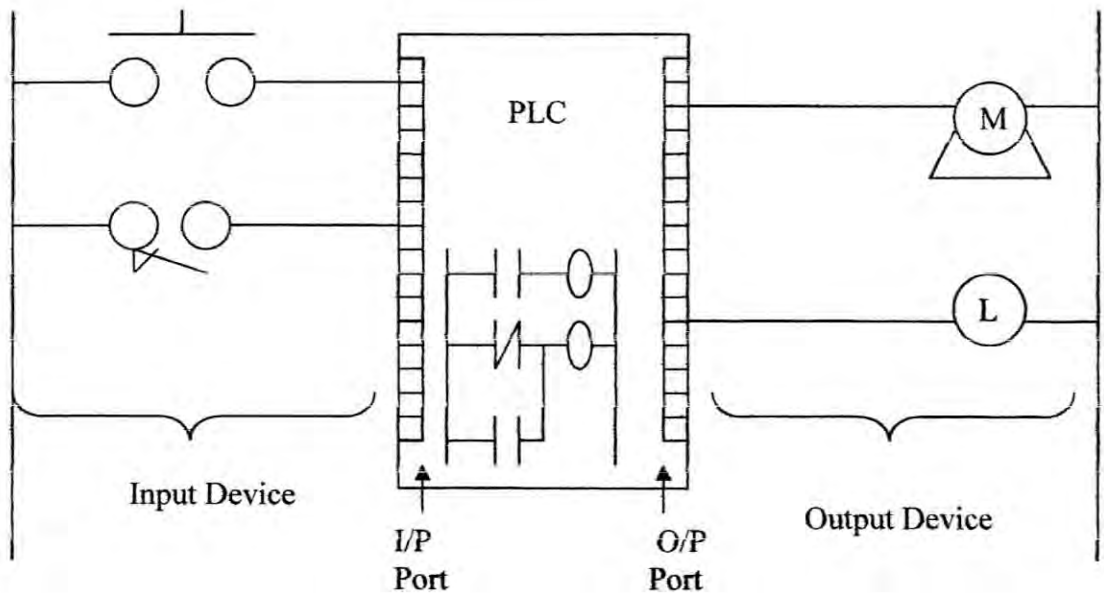 PLC
M
L
Input Device
Output Device
I/P
Port
O/P
Port